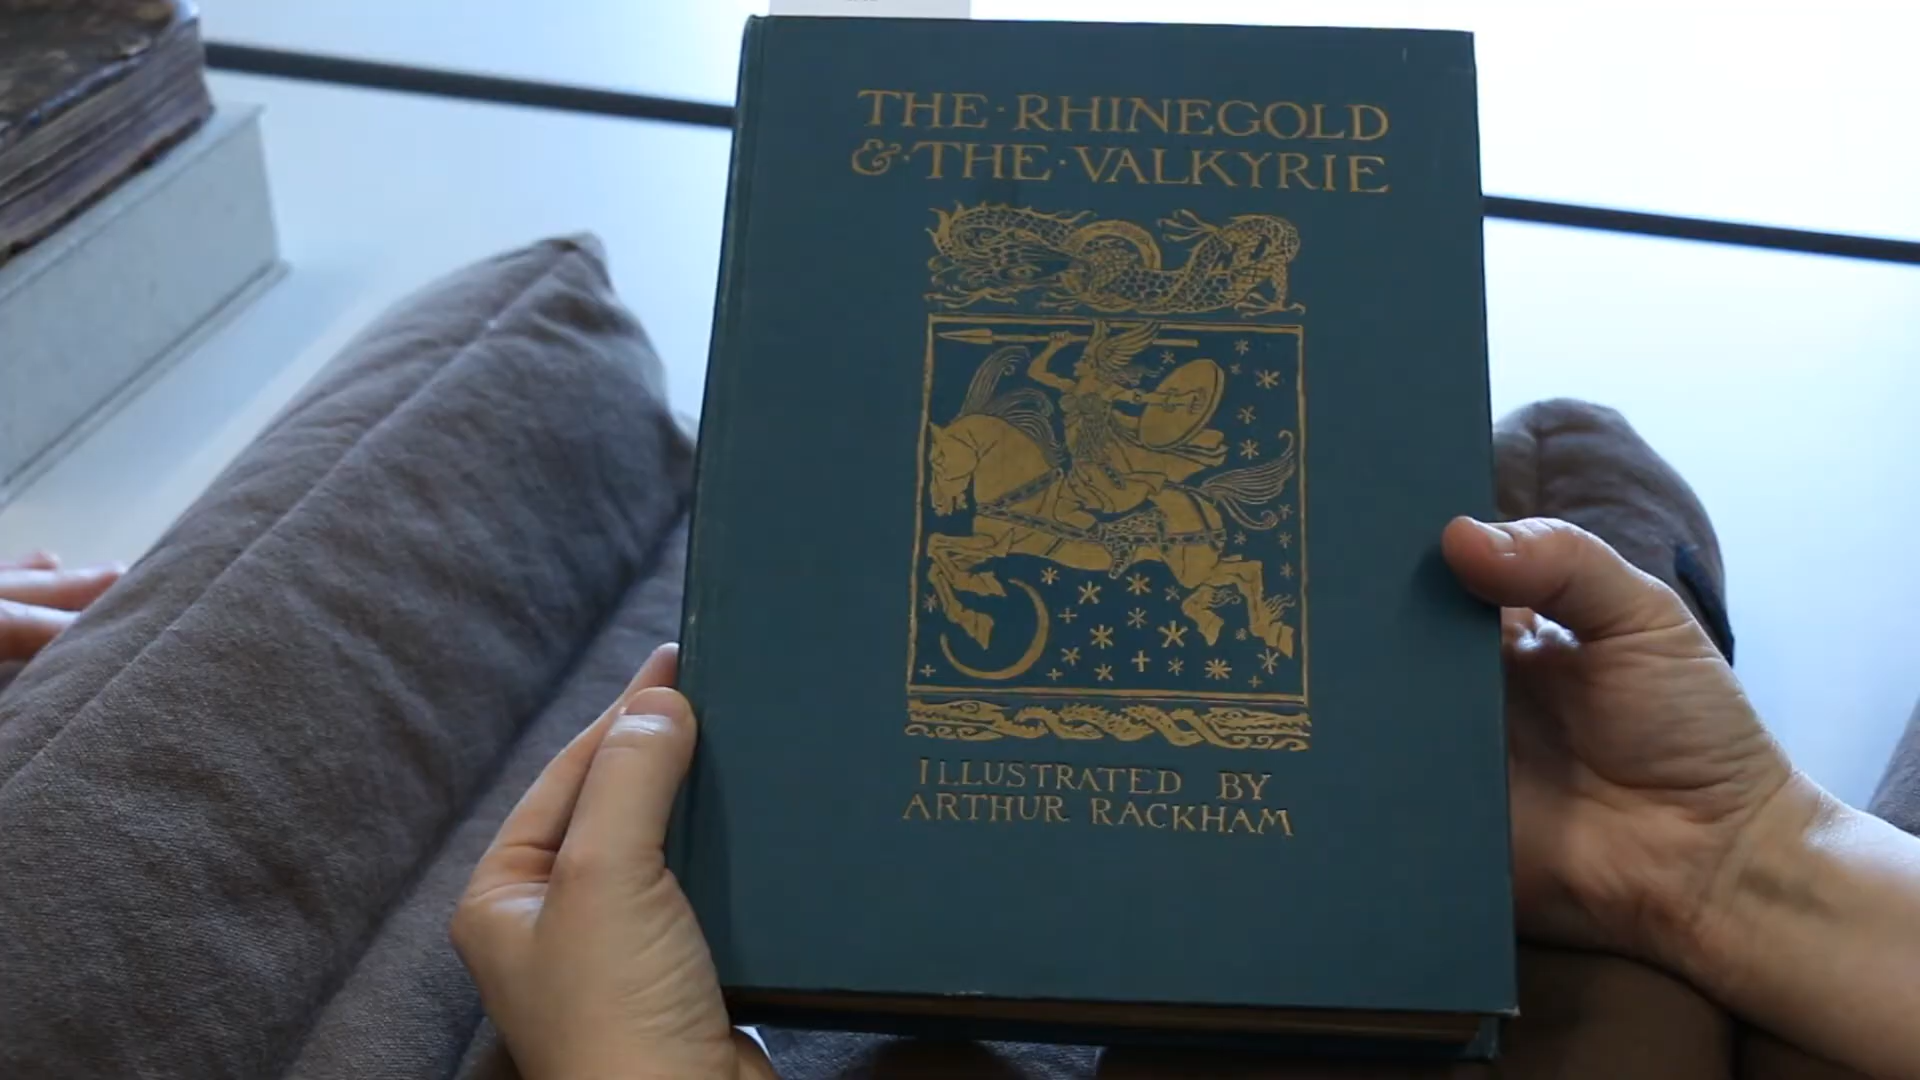 THE·RHINEGOLD
&·THE·VALKYRIE
ILLUSTRATED BY
ARTHUR RACKHAM